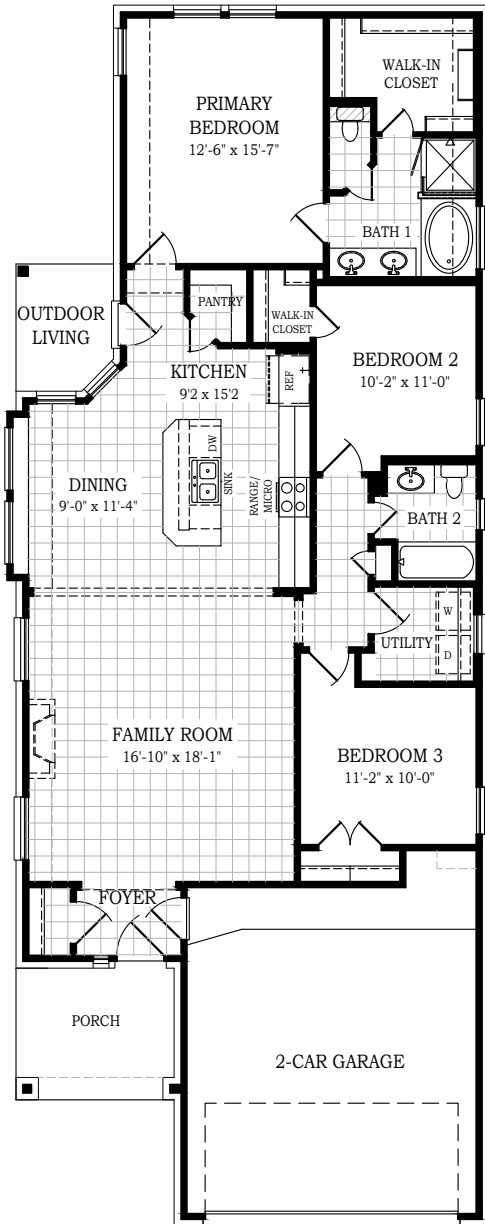 WALK-IN
CLOSET
PRIMARY
BEDROOM
12'-6" x 15'-7"
BATH 1
OUTDOOR
LIVING
PANTRY
WALK-IN
CLOSET
KITCHEN
9'2 x 15'2
REF
BEDROOM 2
10'-2" x 11'-0"
DINING
9'-0" x 11'-4"
DW
SINK
RANGE/
MICRO
BATH 2
UTILITY
W
D
FAMILY ROOM
16'-10" x 18'-1"
BEDROOM 3
11'-2" x 10'-0"
FOYER
PORCH
2-CAR GARAGE